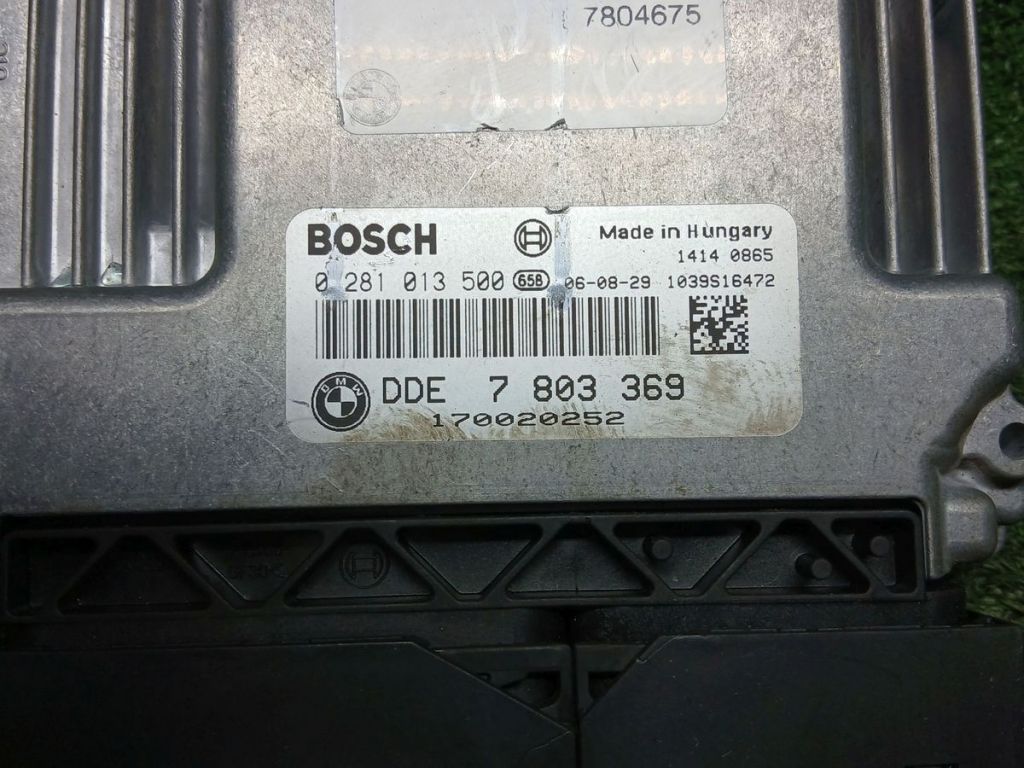 7804675
BOSCH
Made in Hungary
1414 0865
0 281 013 500 658 06-08-29 1039S16472
BMW
DDE 7 803 369
170020252